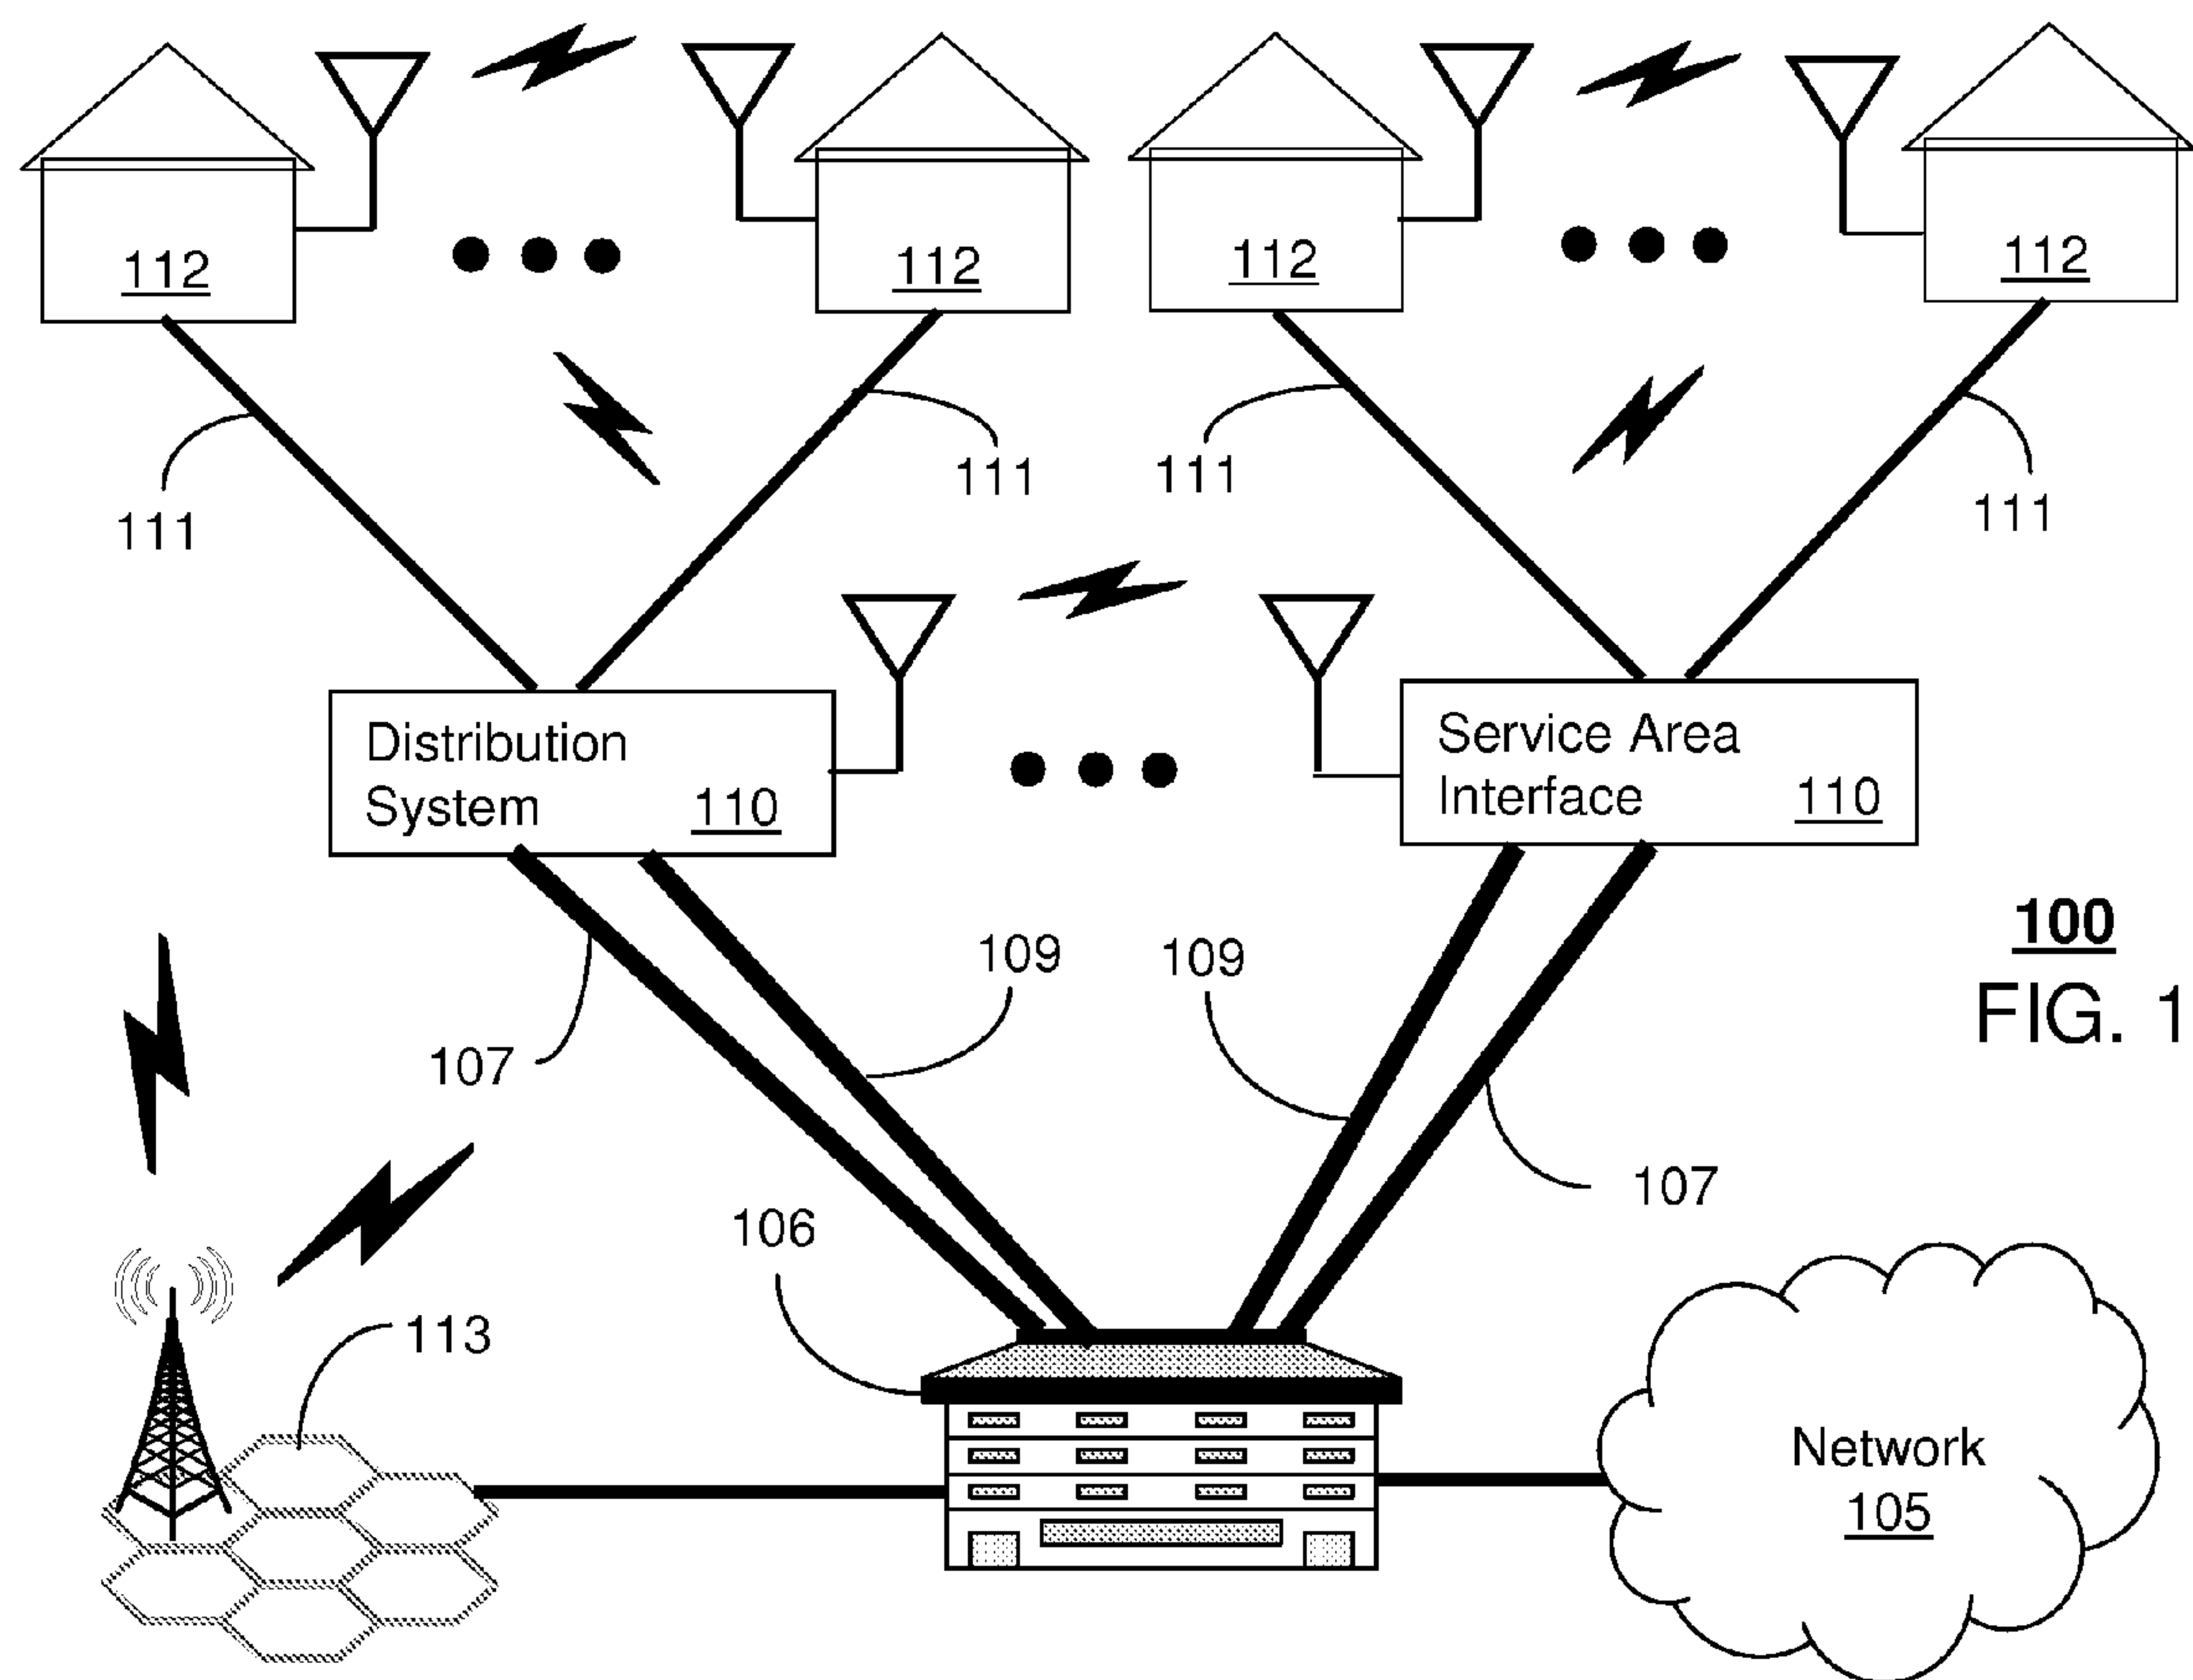 112
112
112
112
111
111
111
111
Distribution
System 110
Service Area
Interface 110
100
FIG. 1
109
109
107
107
106
113
Network
105